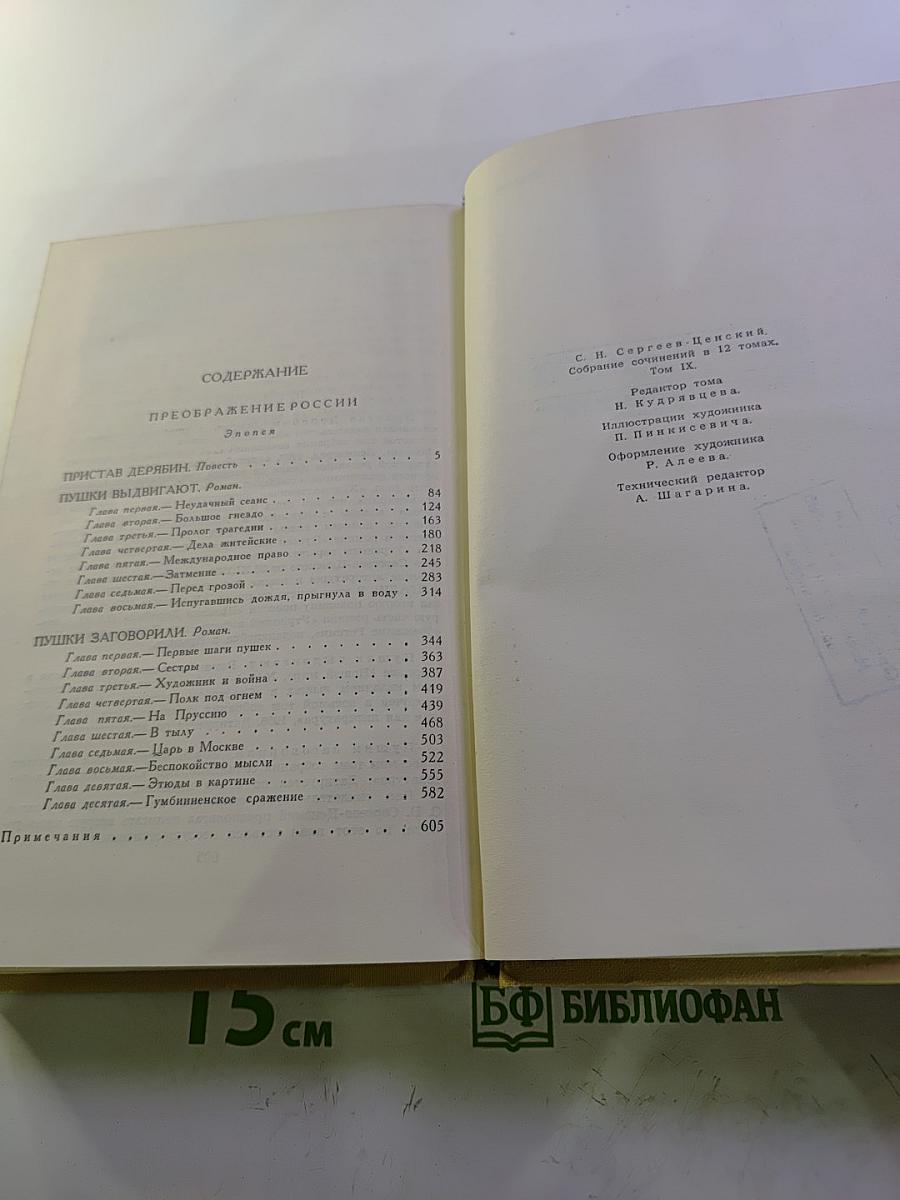 СОДЕРЖАНИЕ
ПРЕОБРАЖЕНИЕ РОССИИ
Эпопея
ПРИСТАВ ДЕРЯБИН. Повесть . . . . . . . . . . . 5
ПУШКИ ВЫДВИГАЮТ. Роман.
Глава первая.— Неудачный сеанс . . . . . . . . . 84
Глава вторая.— Большое гнездо . . . . . . . . . 124
Глава третья.— Пролог трагедии . . . . . . . . . 163
Глава четвертая.— Дела житейские . . . . . . . . 180
Глава пятая.— Международное право . . . . . . . 218
Глава шестая.— Затмение . . . . . . . . . . . 245
Глава седьмая.— Перед грозой . . . . . . . . . 283
Глава восьмая.— Испугавшись дождя, прыгнула в воду . 314
ПУШКИ ЗАГОВОРИЛИ. Роман.
Глава первая.— Первые шаги пушек . . . . . . . . 344
Глава вторая.— Сестры . . . . . . . . . . . 363
Глава третья.— Художник и война . . . . . . . . 387
Глава четвертая.— Полк под огнем . . . . . . . . 419
Глава пятая.— На Пруссию . . . . . . . . . . 439
Глава шестая.— В тылу . . . . . . . . . . . 468
Глава седьмая.— Царь в Москве . . . . . . . . . 503
Глава восьмая.—Беспокойство мысли . . . . . . . 522
Глава девятая.— Этюды в картине . . . . . . . . 555
Глава десятая.— Гумбинненское сражение . . . . . . 582
Примечания . . . . . . . . . . . . . . . . 605
С. Н. Сергеев-Ценский.
Собрание сочинений в 12 томах.
Том IX.
Редактор тома
Н. Кудрявцева.
Иллюстрации художника
П. Пинкисевича.
Оформление художника
Р. Алеева.
Технический редактор
А. Шагарина.
15 см
БФ БИБЛИОФАН